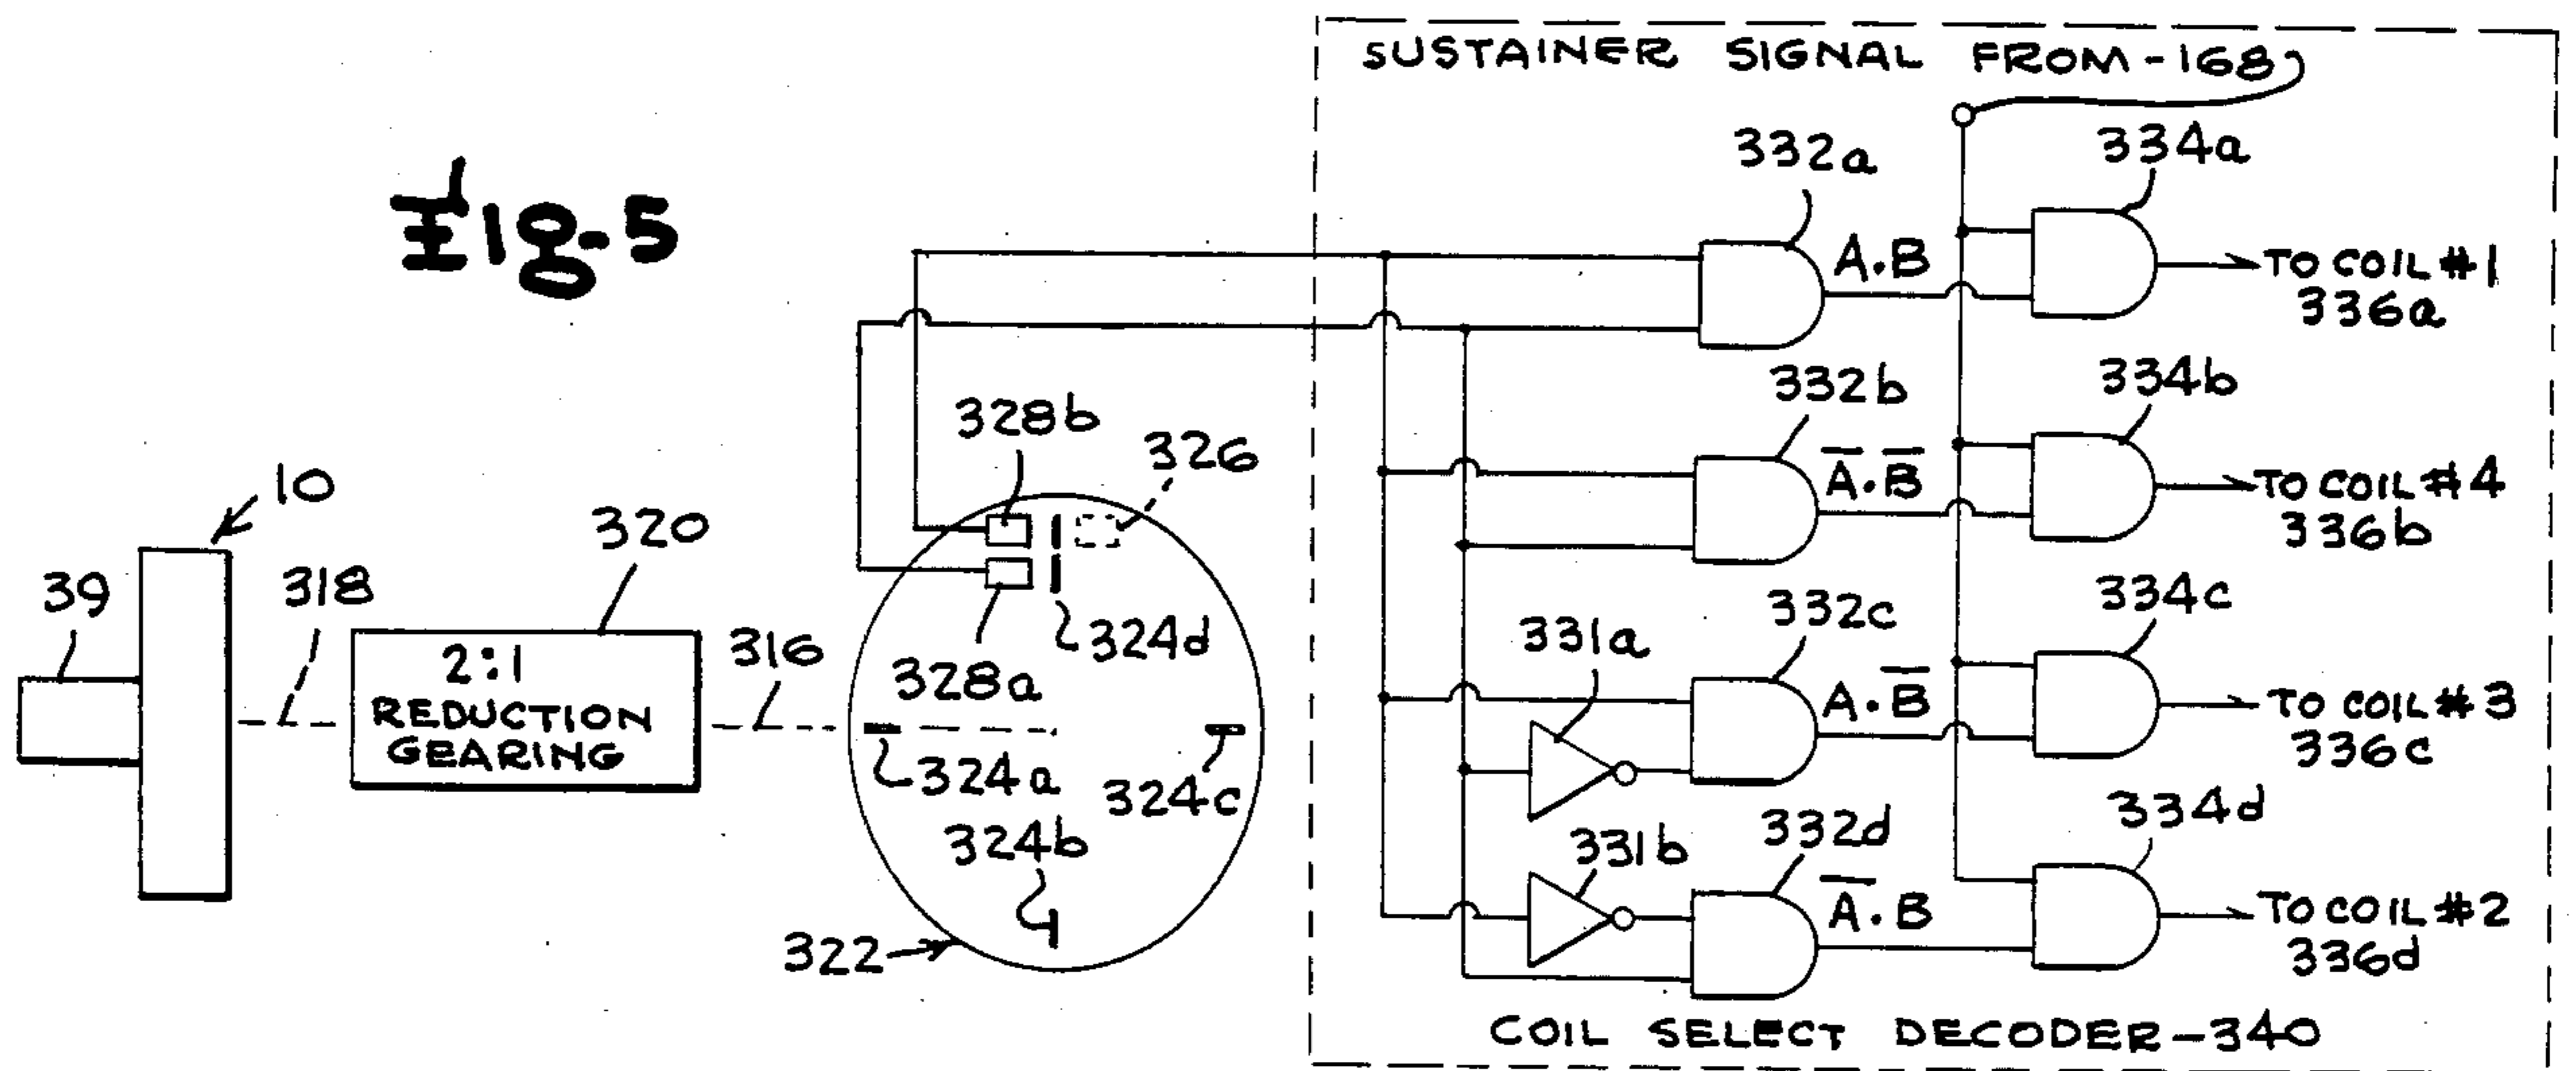 SUSTAINER SIGNAL FROM-168
Fig-5
332a
334a
A.B
TO COIL #1
336a
332b
334b
A̅.B̅
TO COIL #4
336b
328b
326
10
320
39
318
2:1
REDUCTION
GEARING
316
328a
324d
324a
324c
324b
322
331a
332c
334c
A.B̅
TO COIL #3
336c
331b
332d
334d
A̅.B
TO COIL #2
336d
COIL SELECT DECODER-340